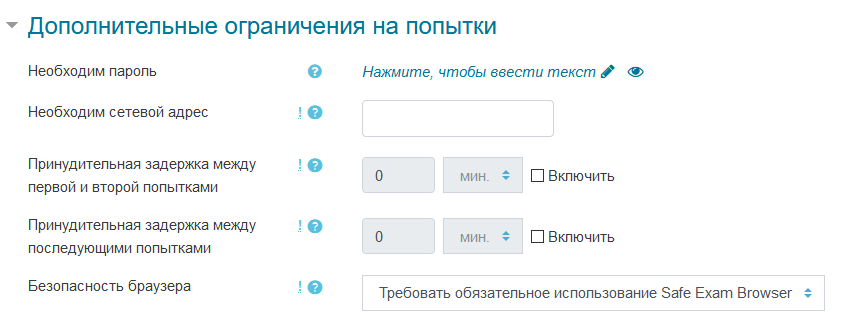 Дополнительные ограничения на попытки
Необходим пароль ? Нажмите, чтобы ввести текст
Необходим сетевой адрес ! ?
Принудительная задержка между первой и второй попытками ! ? 0 мин. Включить
Принудительная задержка между последующими попытками ! ? 0 мин. Включить
Безопасность браузера ! ? Требовать обязательное использование Safe Exam Browser